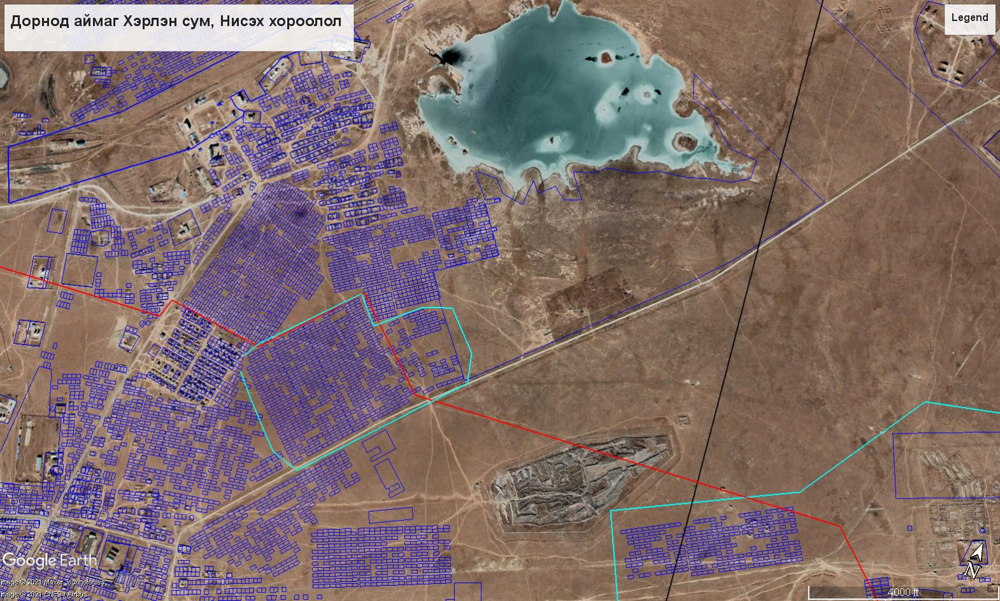 Дорнод аймаг Хэрлэн сум, Нисэх хороолол
Legend
Google Earth
Image © 2021 Maxar Technologies
Image © 2021 CNES / Airbus
N
4000 ft